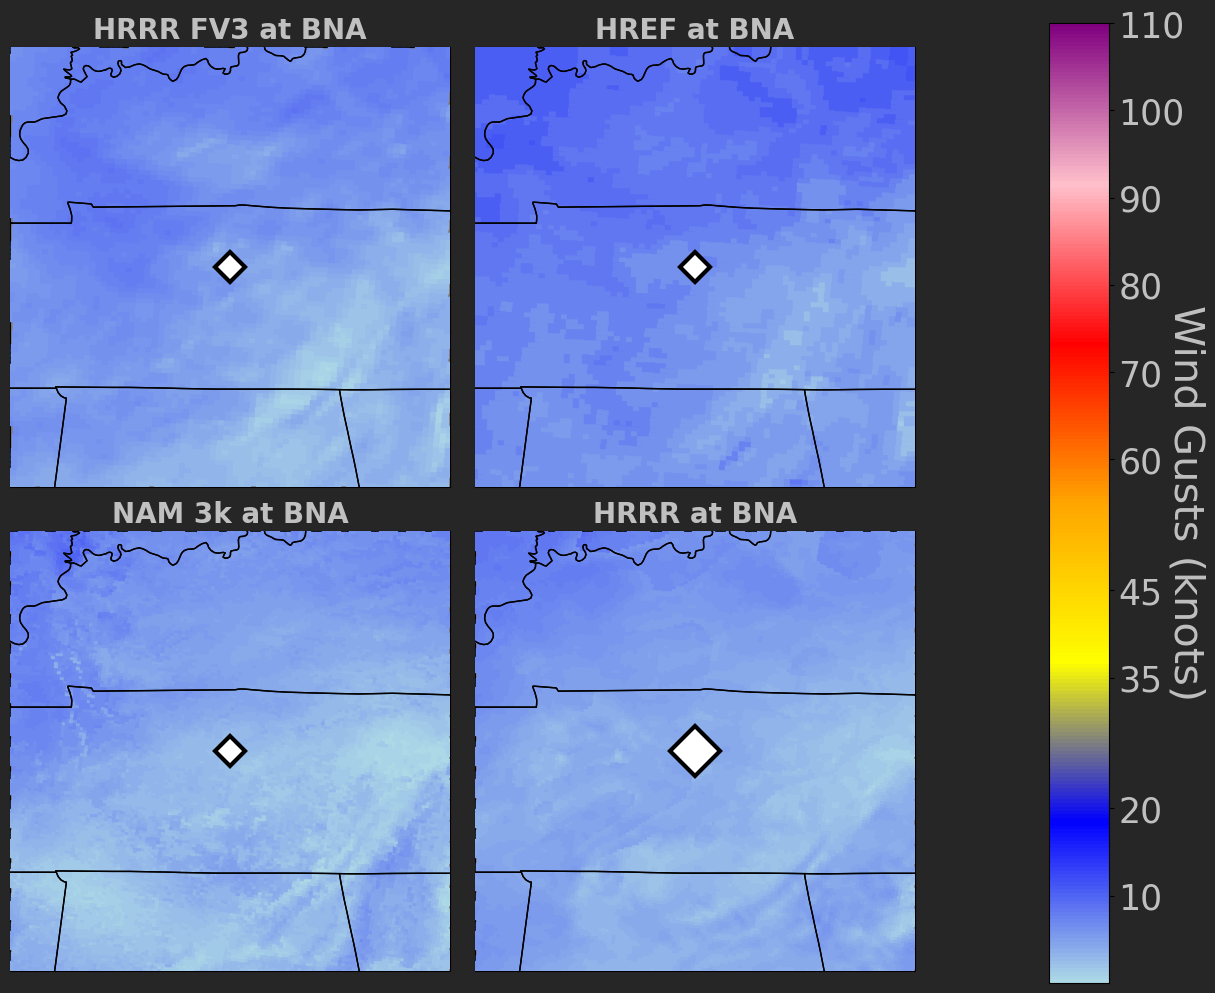 HRRR FV3 at BNA
HREF at BNA
NAM 3k at BNA
HRRR at BNA
110
100
90
80
70
60
45
35
20
10
Wind Gusts (knots)